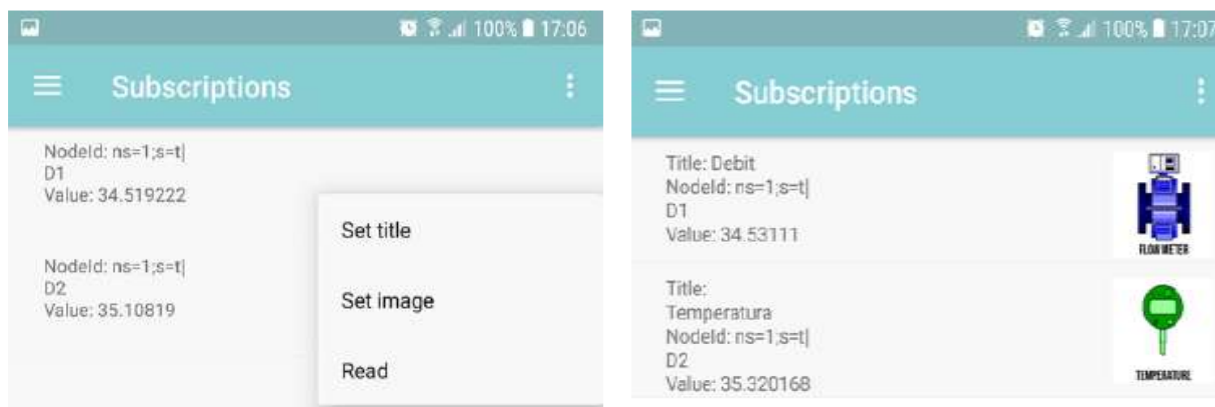 100% 17:06
Subscriptions
NodeId: ns=1;s=t|
D1
Value: 34.519222
NodeId: ns=1;s=t|
D2
Value: 35.10819
Set title
Set image
Read
100% 17:07
Subscriptions
Title: Debit
NodeId: ns=1;s=t|
D1
Value: 34.53111
FLOW METER
Title:
Temperatura
NodeId: ns=1;s=t|
D2
Value: 35.320168
TEMPERATURE